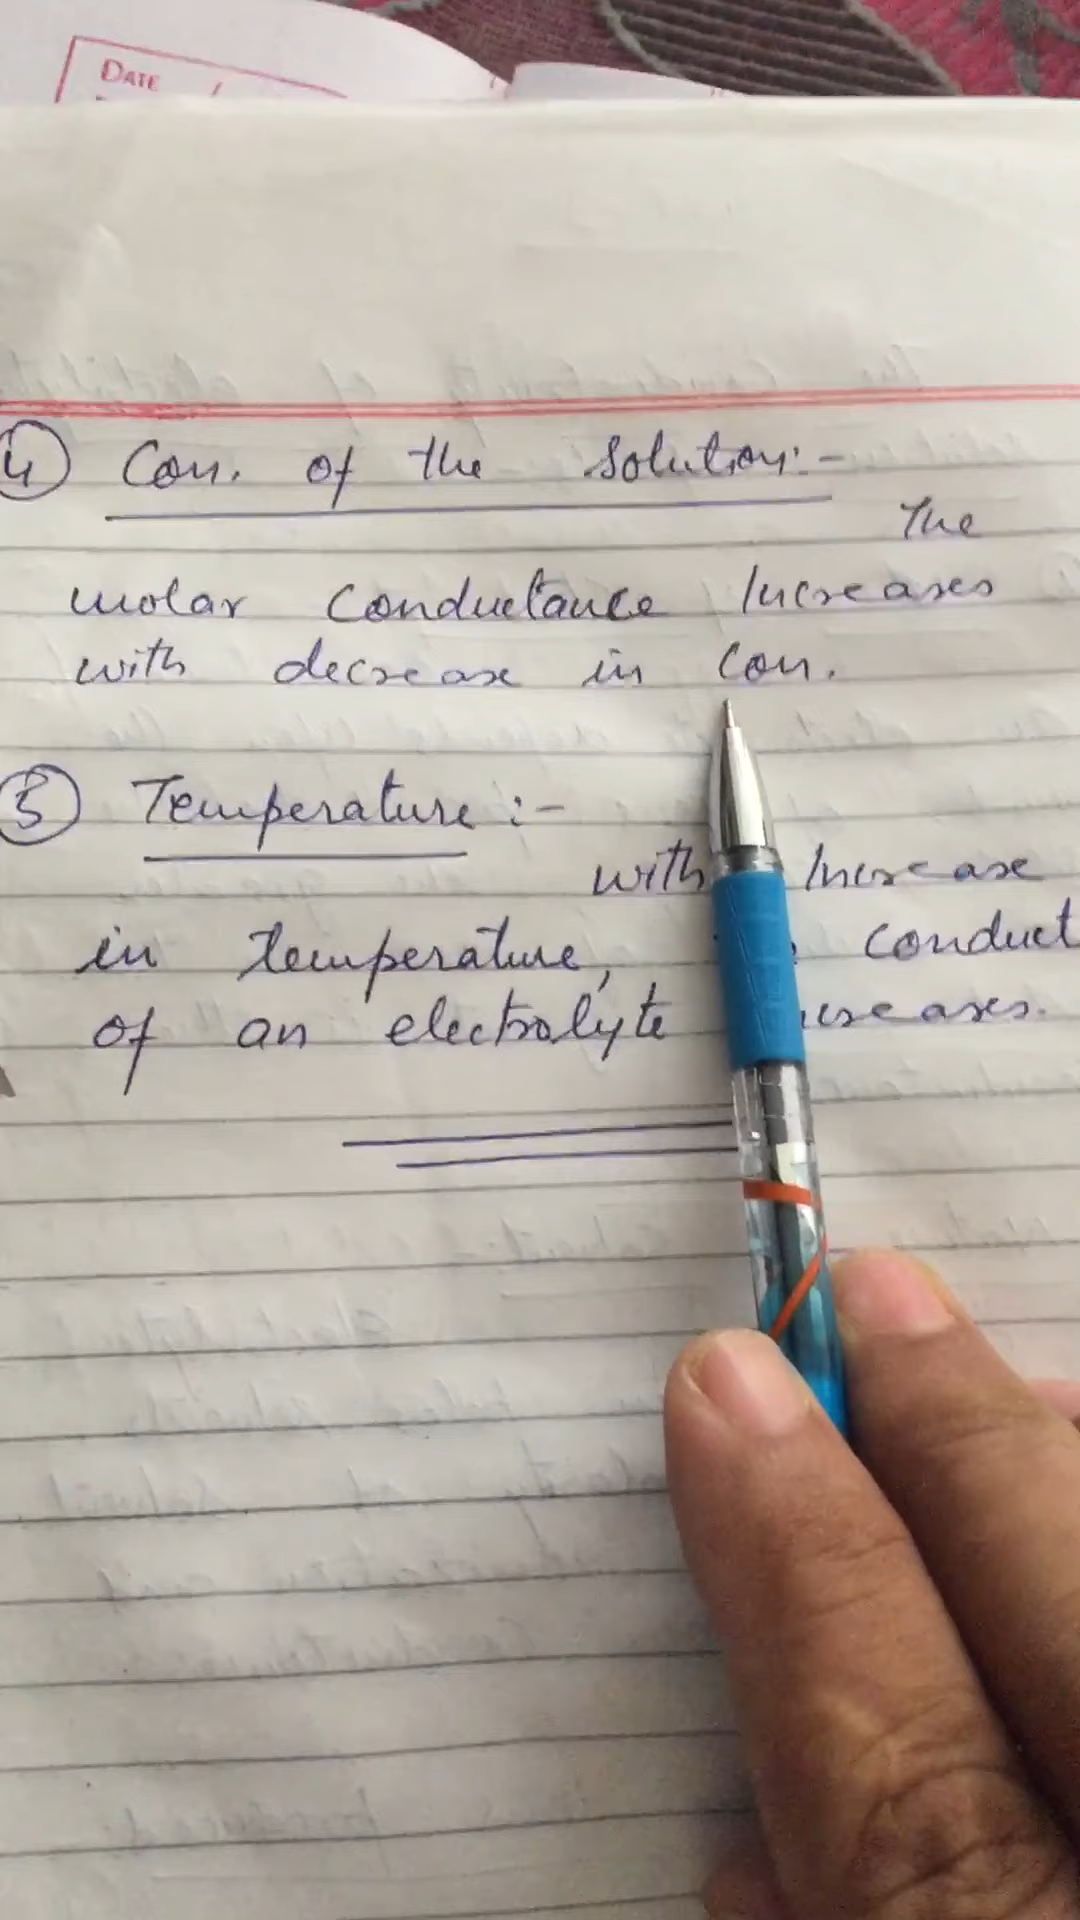 DATE
4 Con. of the solution:-
The
molar conductance increases
with decrease in con.
5 Temperature :-
with increase
in temperature, conduct
of an electrolyte